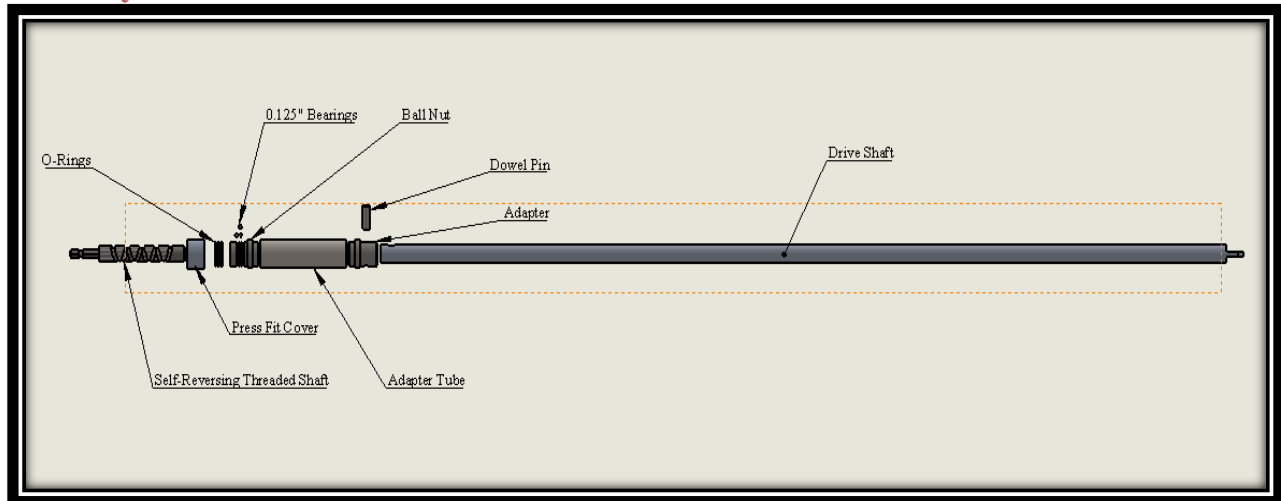 0.125" Bearings
Ball Nut
O-Rings
Dowel Pin
Drive Shaft
Adapter
Press Fit Cover
Self-Reversing Threaded Shaft
Adapter Tube